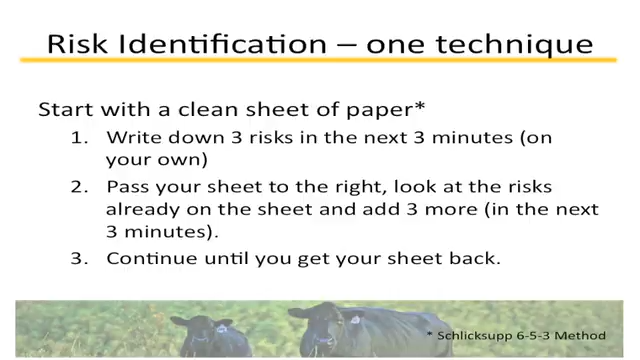 Risk Identification – one technique
Start with a clean sheet of paper*
1. Write down 3 risks in the next 3 minutes (on
your own)
2. Pass your sheet to the right, look at the risks
already on the sheet and add 3 more (in the next
3 minutes).
3. Continue until you get your sheet back.
* Schlicksupp 6-5-3 Method